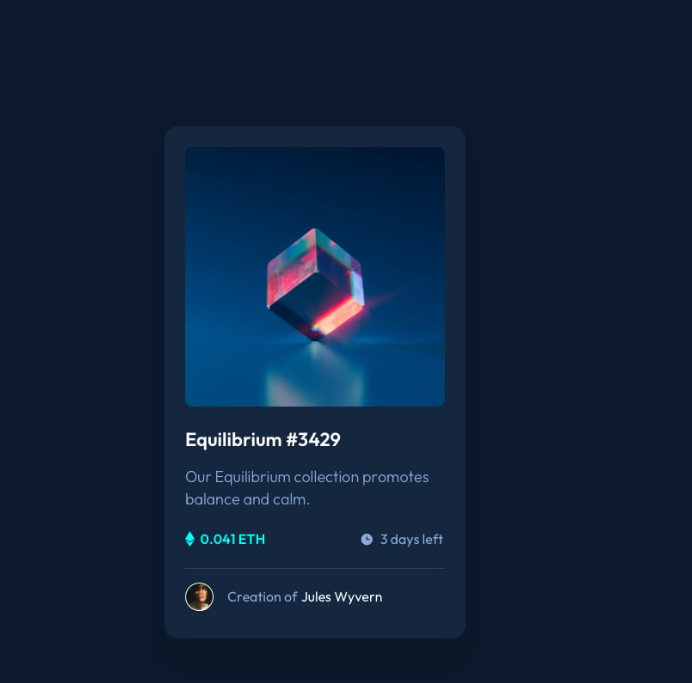 Equilibrium #3429
Our Equilibrium collection promotes
balance and calm.
0.041 ETH
3 days left
Creation of Jules Wyvern